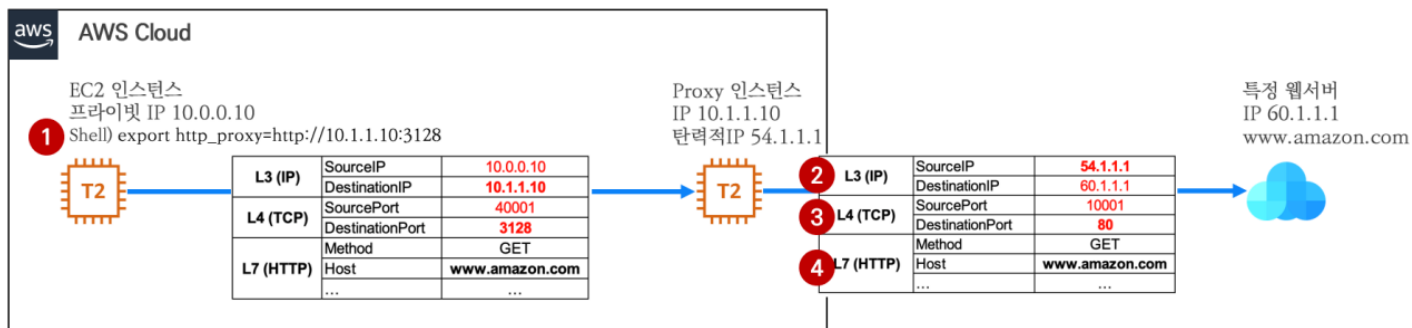 aws
AWS Cloud
EC2 인스턴스
프라이빗 IP 10.0.0.10
1
Shell) export http_proxy=http://10.1.1.10:3128
T2
L3 (IP) SourceIP 10.0.0.10
DestinationIP 10.1.1.10
L4 (TCP) SourcePort 40001
DestinationPort 3128
L7 (HTTP) Method GET
Host www.amazon.com
... ...
Proxy 인스턴스
IP 10.1.1.10
탄력적IP 54.1.1.1
T2
2 L3 (IP) SourceIP 54.1.1.1
DestinationIP 60.1.1.1
3 L4 (TCP) SourcePort 10001
DestinationPort 80
4 L7 (HTTP) Method GET
Host www.amazon.com
... ...
특정 웹서버
IP 60.1.1.1
www.amazon.com